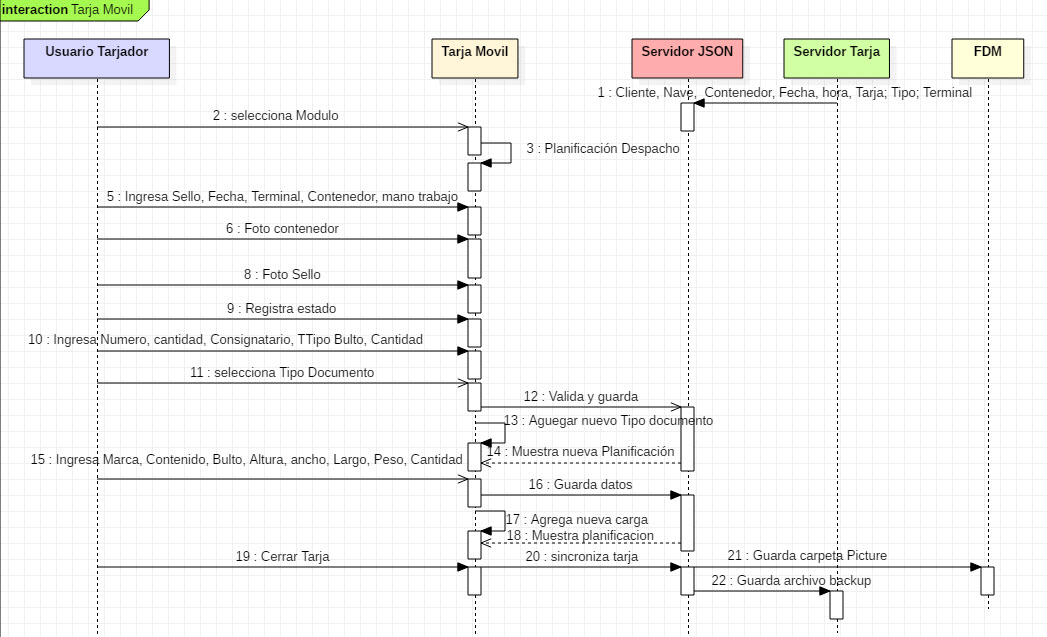 interaction Tarja Movil
Usuario Tarjador
Tarja Movil
Servidor JSON
Servidor Tarja
FDM
1 : Cliente, Nave, Contenedor, Fecha, hora, Tarja; Tipo; Terminal
2 : selecciona Modulo
3 : Planificación Despacho
5 : Ingresa Sello, Fecha, Terminal, Contenedor, mano trabajo
6 : Foto contenedor
8 : Foto Sello
9 : Registra estado
10 : Ingresa Numero, cantidad, Consignatario, TTipo Bulto, Cantidad
11 : selecciona Tipo Documento
12 : Valida y guarda
13 : Aguegar nuevo Tipo documento
14 : Muestra nueva Planificación
15 : Ingresa Marca, Contenido, Bulto, Altura, ancho, Largo, Peso, Cantidad
16 : Guarda datos
17 : Agrega nueva carga
18 : Muestra planificacion
19 : Cerrar Tarja
20 : sincroniza tarja
21 : Guarda carpeta Picture
22 : Guarda archivo backup